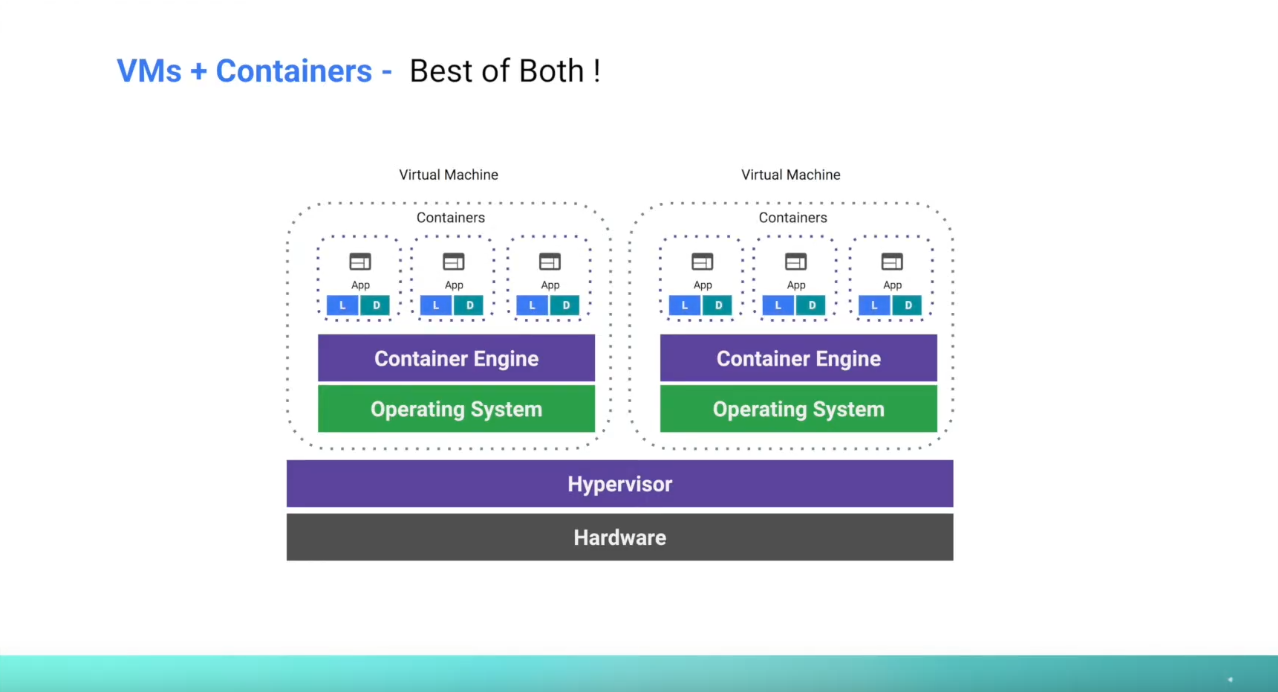 VMs + Containers - Best of Both !
Virtual Machine Virtual Machine
Containers Containers
App App App App App App
L D L D L D L D L D L D
Container Engine Container Engine
Operating System Operating System
Hypervisor
Hardware